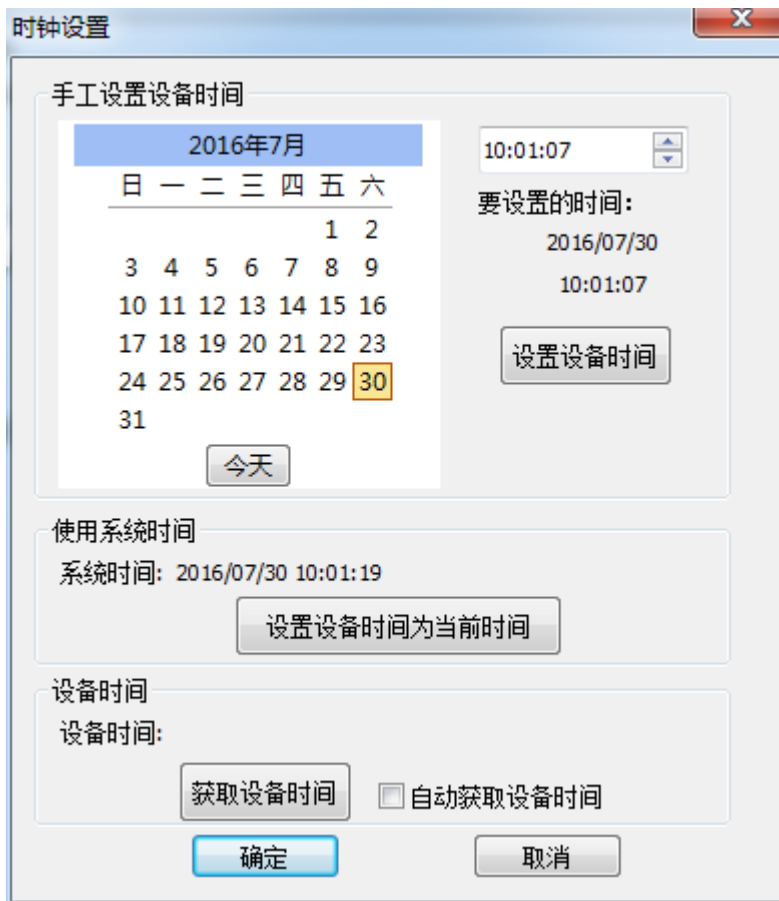 时钟设置
手工设置设备时间
2016年7月
日 一 二 三 四 五 六
1 2
3 4 5 6 7 8 9
10 11 12 13 14 15 16
17 18 19 20 21 22 23
24 25 26 27 28 29 30
31
今天
10:01:07
要设置的时间:
2016/07/30
10:01:07
设置设备时间
使用系统时间
系统时间: 2016/07/30 10:01:19
设置设备时间为当前时间
设备时间
设备时间:
获取设备时间 自动获取设备时间
确定 取消